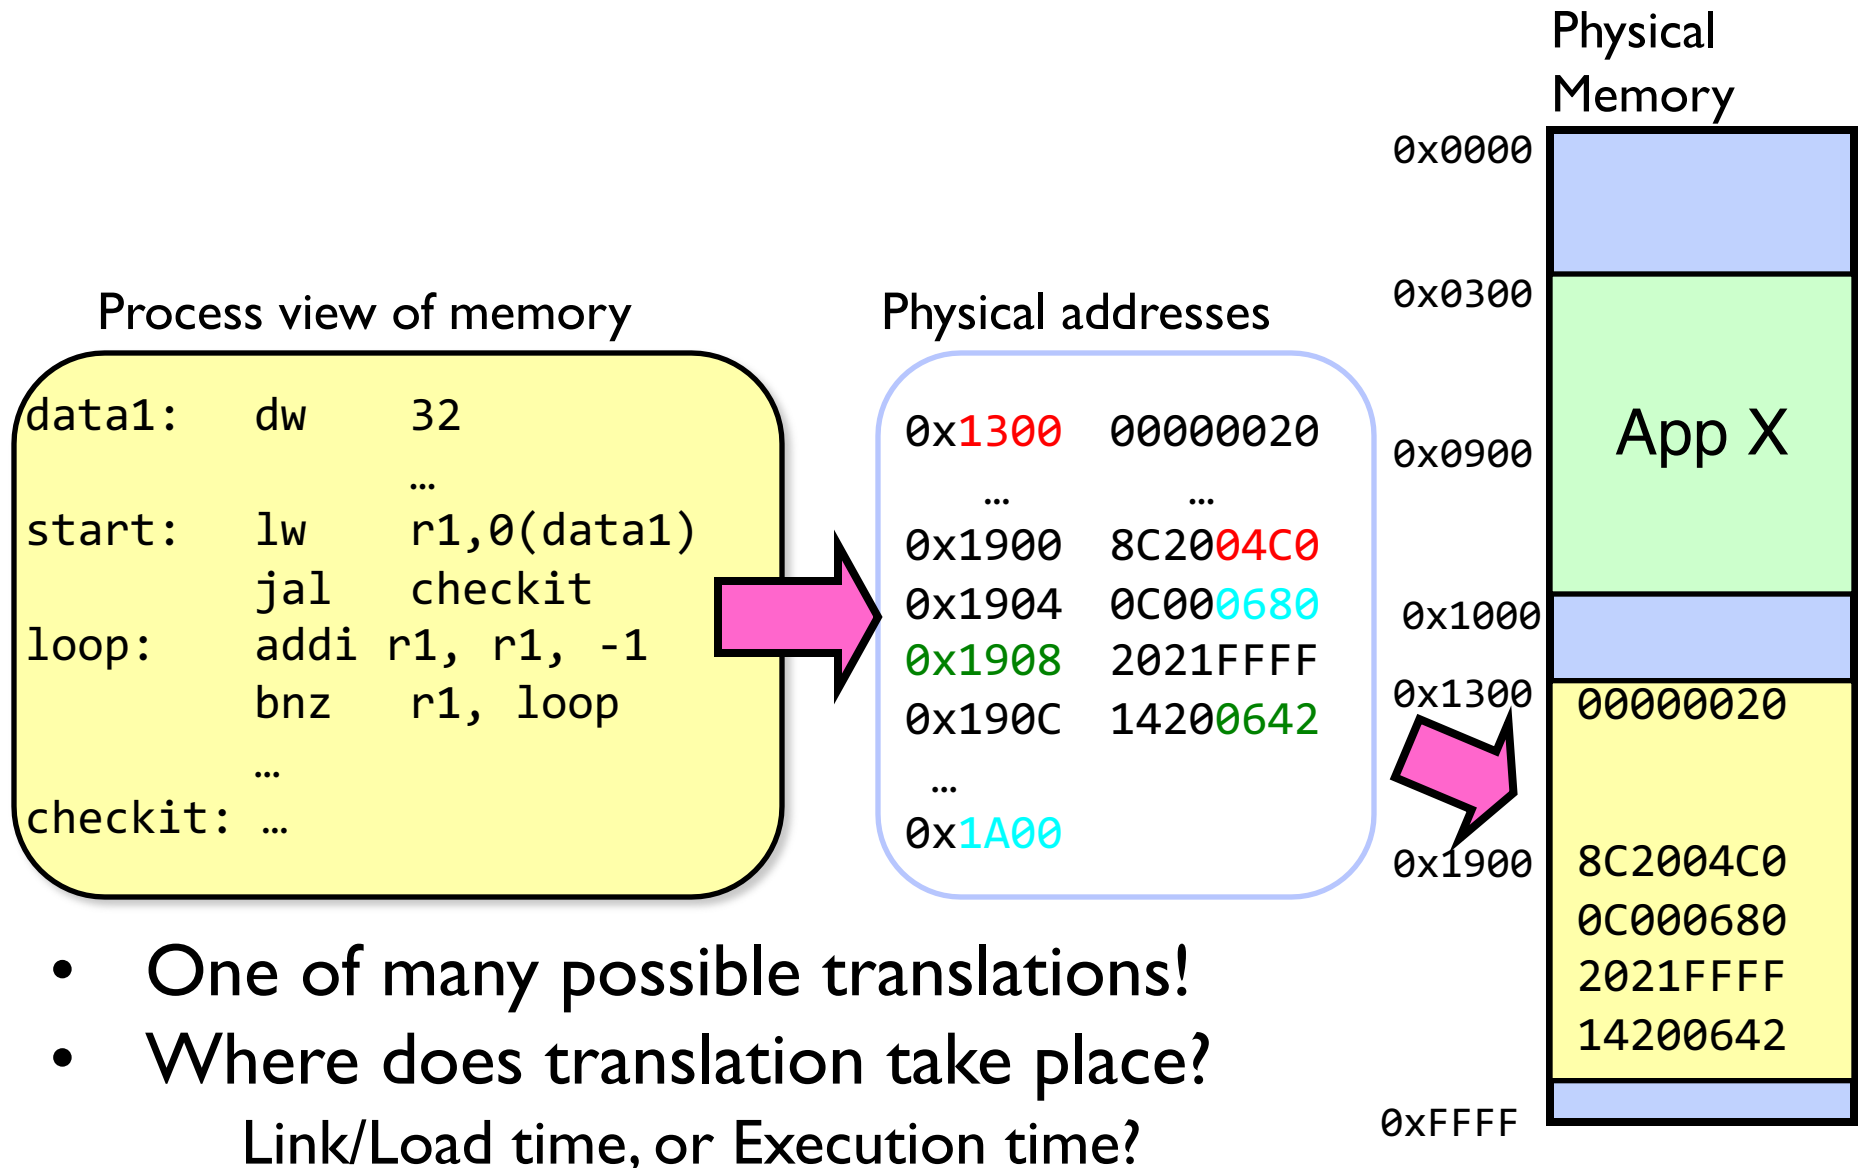 Physical
Memory
Process view of memory
data1: dw 32
…
start: lw r1,0(data1)
jal checkit
loop: addi r1, r1, -1
bnz r1, loop
…
checkit: …
Physical addresses
0x1300 00000020
… …
0x1900 8C2004C0
0x1904 0C000680
0x1908 2021FFFF
0x190C 14200642
…
0x1A00
0x0000
0x0300
0x0900
App X
0x1000
0x1300 00000020
0x1900 8C2004C0
0C000680
2021FFFF
14200642
0xFFFF
• One of many possible translations!
• Where does translation take place?
Link/Load time, or Execution time?